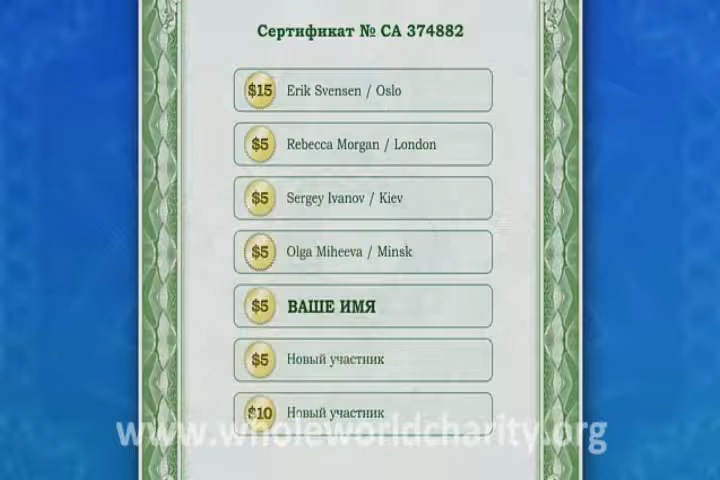 Сертификат № СА 374882
$15 Erik Svensen / Oslo
$5 Rebecca Morgan / London
$5 Sergey Ivanov / Kiev
$5 Olga Miheeva / Minsk
$5 ВАШЕ ИМЯ
$5 Новый участник
$10 Новый участник
www.wholeworldcharity.org